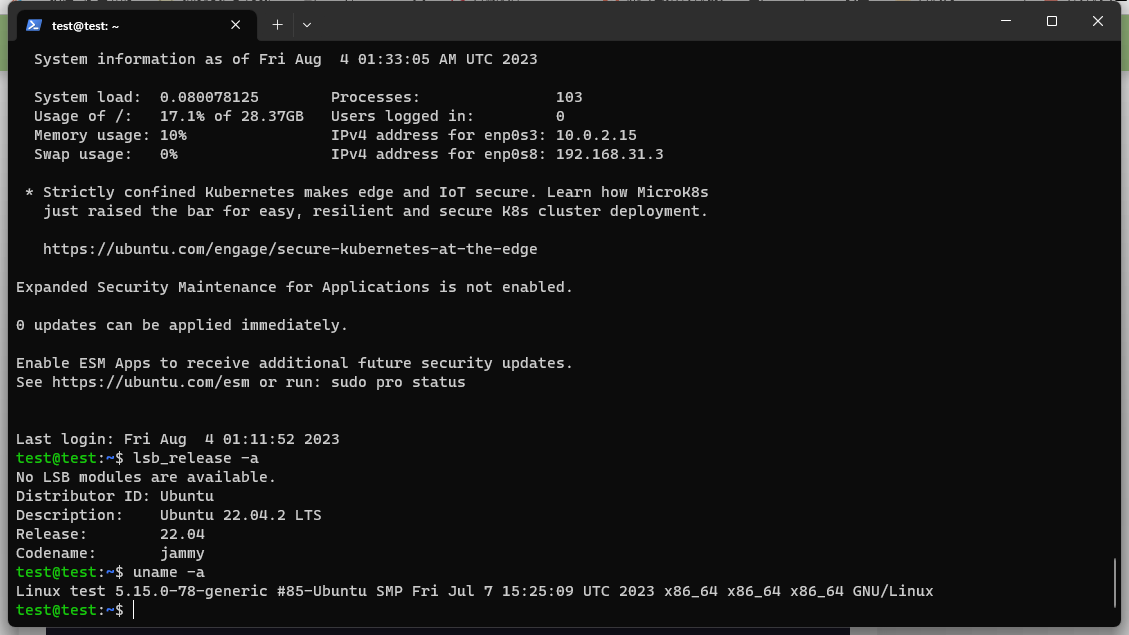 test@test: ~
System information as of Fri Aug  4 01:33:05 AM UTC 2023
System load:  0.080078125        Processes:               103
Usage of /:   17.1% of 28.37GB   Users logged in:         0
Memory usage: 10%                IPv4 address for enp0s3: 10.0.2.15
Swap usage:   0%                 IPv4 address for enp0s8: 192.168.31.3
* Strictly confined Kubernetes makes edge and IoT secure. Learn how MicroK8s
just raised the bar for easy, resilient and secure K8s cluster deployment.
https://ubuntu.com/engage/secure-kubernetes-at-the-edge
Expanded Security Maintenance for Applications is not enabled.
0 updates can be applied immediately.
Enable ESM Apps to receive additional future security updates.
See https://ubuntu.com/esm or run: sudo pro status
Last login: Fri Aug  4 01:11:52 2023
test@test:~$ lsb_release -a
No LSB modules are available.
Distributor ID: Ubuntu
Description:    Ubuntu 22.04.2 LTS
Release:        22.04
Codename:       jammy
test@test:~$ uname -a
Linux test 5.15.0-78-generic #85-Ubuntu SMP Fri Jul 7 15:25:09 UTC 2023 x86_64 x86_64 x86_64 GNU/Linux
test@test:~$